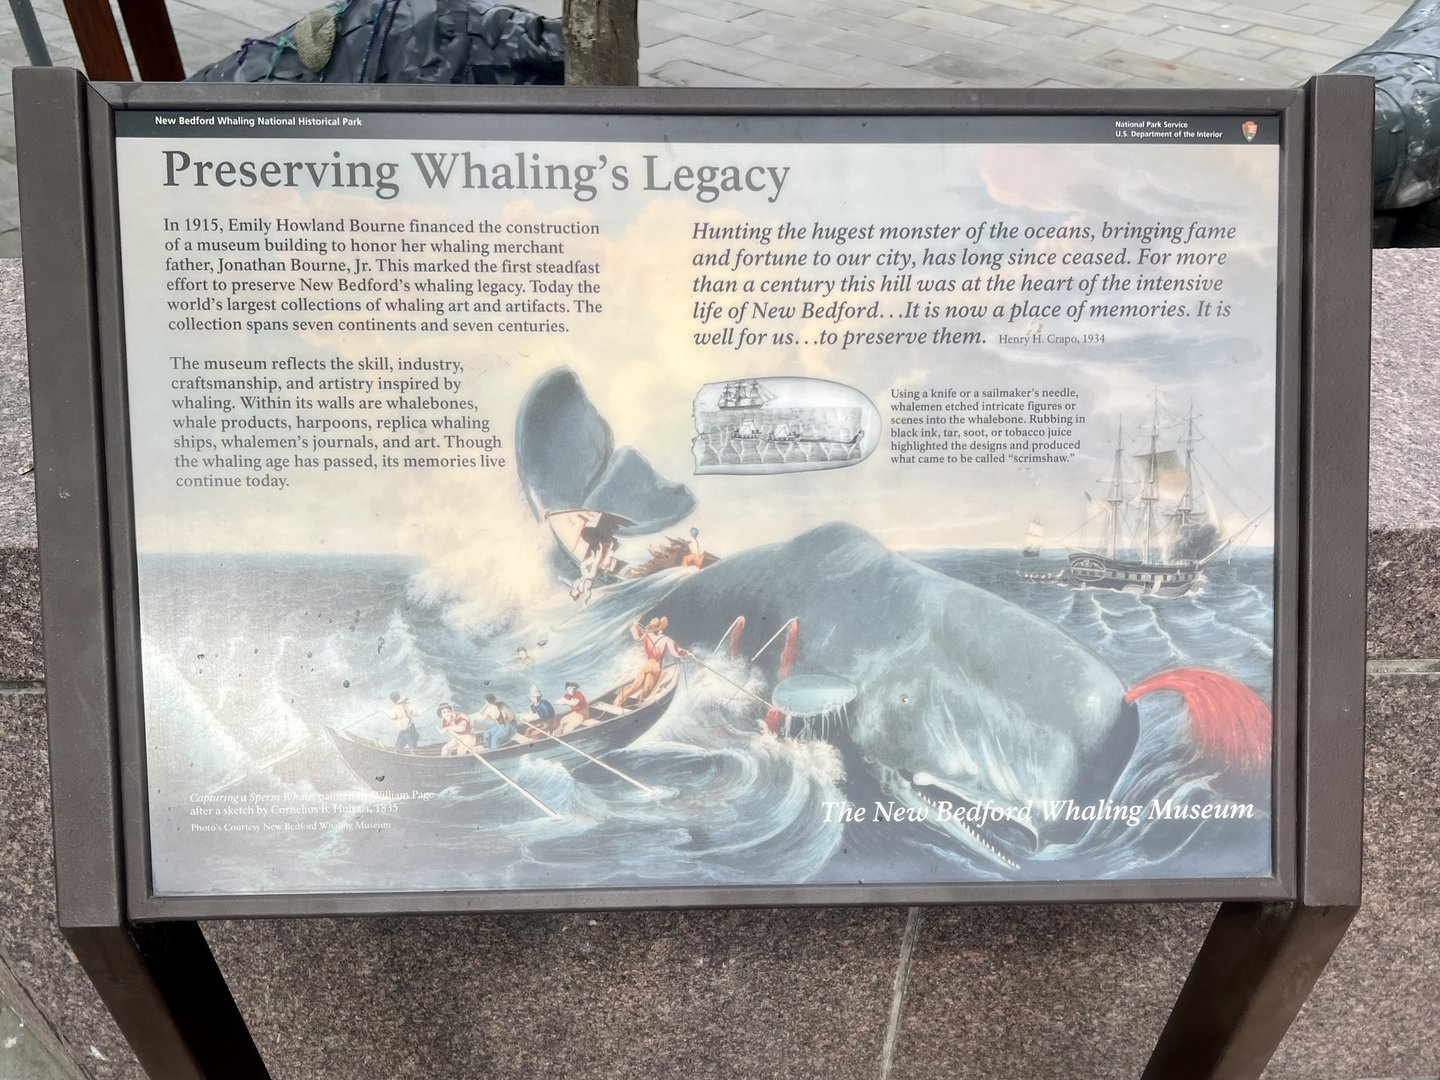 New Bedford Whaling National Historical Park
National Park Service
U.S. Department of the Interior
Preserving Whaling's Legacy
In 1915, Emily Howland Bourne financed the construction
of a museum building to honor her whaling merchant
father, Jonathan Bourne, Jr. This marked the first steadfast
effort to preserve New Bedford's whaling legacy. Today the
world's largest collections of whaling art and artifacts. The
collection spans seven continents and seven centuries.
The museum reflects the skill, industry,
craftsmanship, and artistry inspired by
whaling. Within its walls are whalebones,
whale products, harpoons, replica whaling
ships, whalemen's journals, and art. Though
the whaling age has passed, its memories live
continue today.
Hunting the hugest monster of the oceans, bringing fame
and fortune to our city, has long since ceased. For more
than a century this hill was at the heart of the intensive
life of New Bedford...It is now a place of memories. It is
well for us...to preserve them. Henry H. Crapo, 1934
Using a knife or a sailmaker's needle,
whalemen etched intricate figures or
scenes into the whalebone. Rubbing in
black ink, tar, soot, or tobacco juice
highlighted the designs and produced
what came to be called "scrimshaw."
Capturing a Sperm Whale, painted by William Page
after a sketch by Cornelius B. Hulsart, 1835
Photo's Courtesy New Bedford Whaling Museum
The New Bedford Whaling Museum